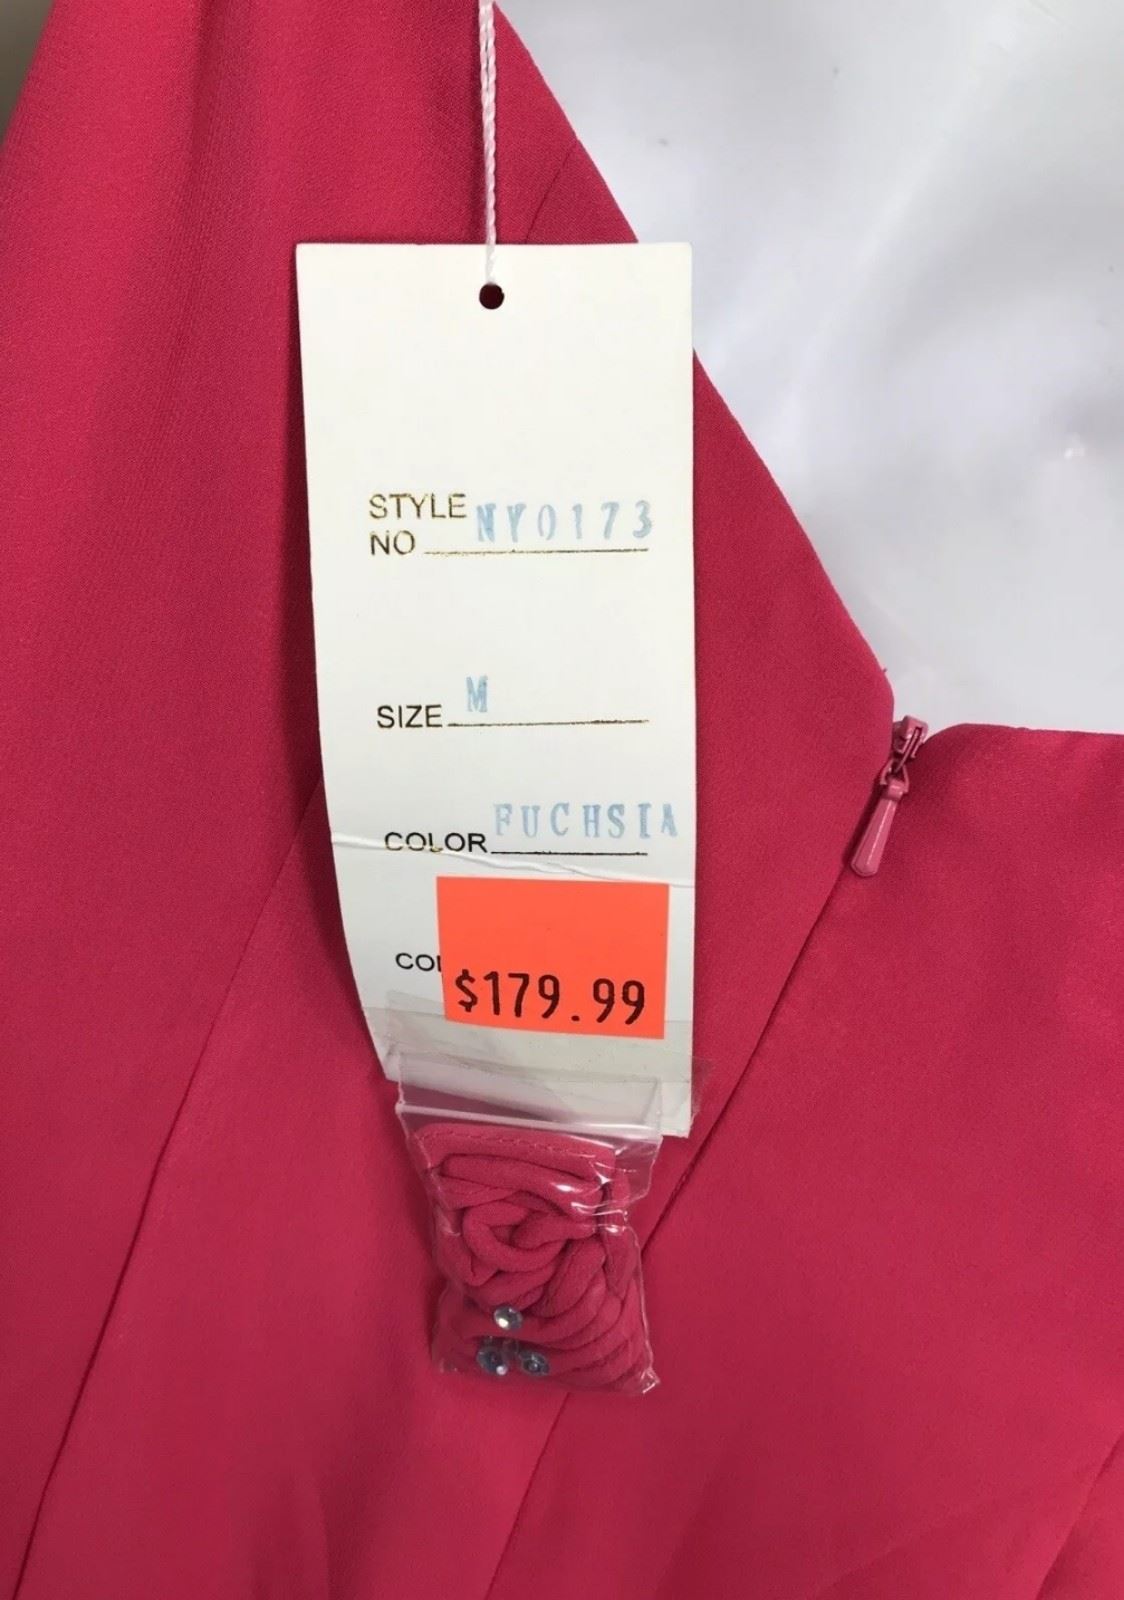 STYLE
NO NY0173
SIZE M
COLOR FUCHSIA
$179.99